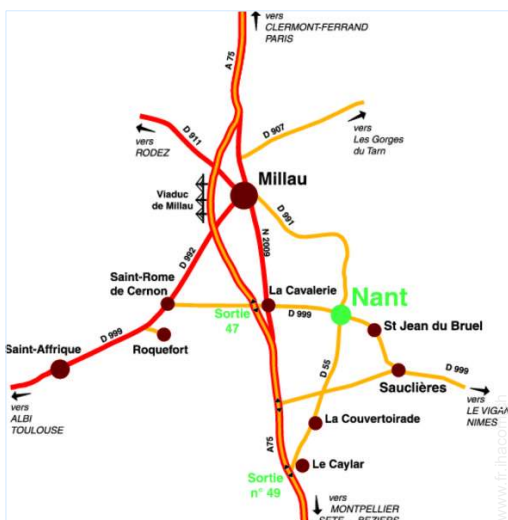 vers
CLERMONT-FERRAND
PARIS
A 75
D 911
D 907
vers
RODEZ
vers
Les Gorges
du Tarn
Millau
Viaduc
de Millau
D 991
D 992
N 2009
Saint-Rome
de Cernon
La Cavalerie
Nant
Sortie
47
D 999
St Jean du Bruel
D 999
Roquefort
Saint-Affrique
D 55
Sauclières
D 999
vers
ALBI
TOULOUSE
vers
LE VIGAN
NIMES
La Couvertoirade
A75
Le Caylar
Sortie
n° 49
vers
MONTPELLIER
SETE BEZIERS